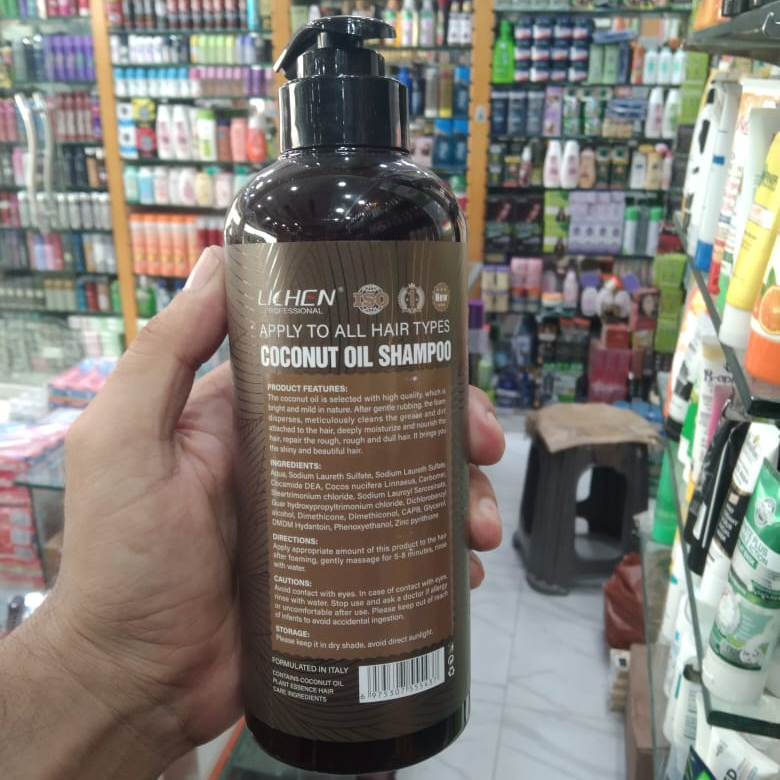 LICHEN®
PROFESSIONAL
ISO
New
APPLY TO ALL HAIR TYPES
COCONUT OIL SHAMPOO
PRODUCT FEATURES:
The coconut oil is selected with high quality, which is
bright and mild in nature. After gentle rubbing, the foam
disperses, meticulously cleans the grease and dirt
attached to the hair, deeply moisturize and nourish the
hair, repair the rough, rough and dull hair. It brings you
the shiny and beautiful hair.
INGREDIENTS:
Aqua, Sodium Laureth Sulfate, Sodium Laureth Sulfate,
Cocamide DEA, Cocos nucifera Linnaeus, Carbomer,
Steartrimonium chloride, Sodium Lauroyl Sarcosinate,
Guar hydroxypropyltrimonium chloride, Dichlorobenzyl
alcohol, Dimethicone, Dimethiconol, CAPB, Glycerol,
DMDM Hydantoin, Phenoxyethanol, Zinc pyrithione
DIRECTIONS:
Apply appropriate amount of this product to the hair
after foaming, gently massage for 5-8 minutes, rinse
with water.
CAUTIONS:
Avoid contact with eyes. In case of contact with eyes,
rinse with water. Stop use and ask a doctor if allergy
or uncomfortable after use. Please keep out of reach
of infants to avoid accidental ingestion.
STORAGE:
Please keep it in dry shade, avoid direct sunlight.
FORMULATED IN ITALY
CONTAINS COCONUT OIL
PLANT ESSENCE HAIR
CARE INGREDIENTS